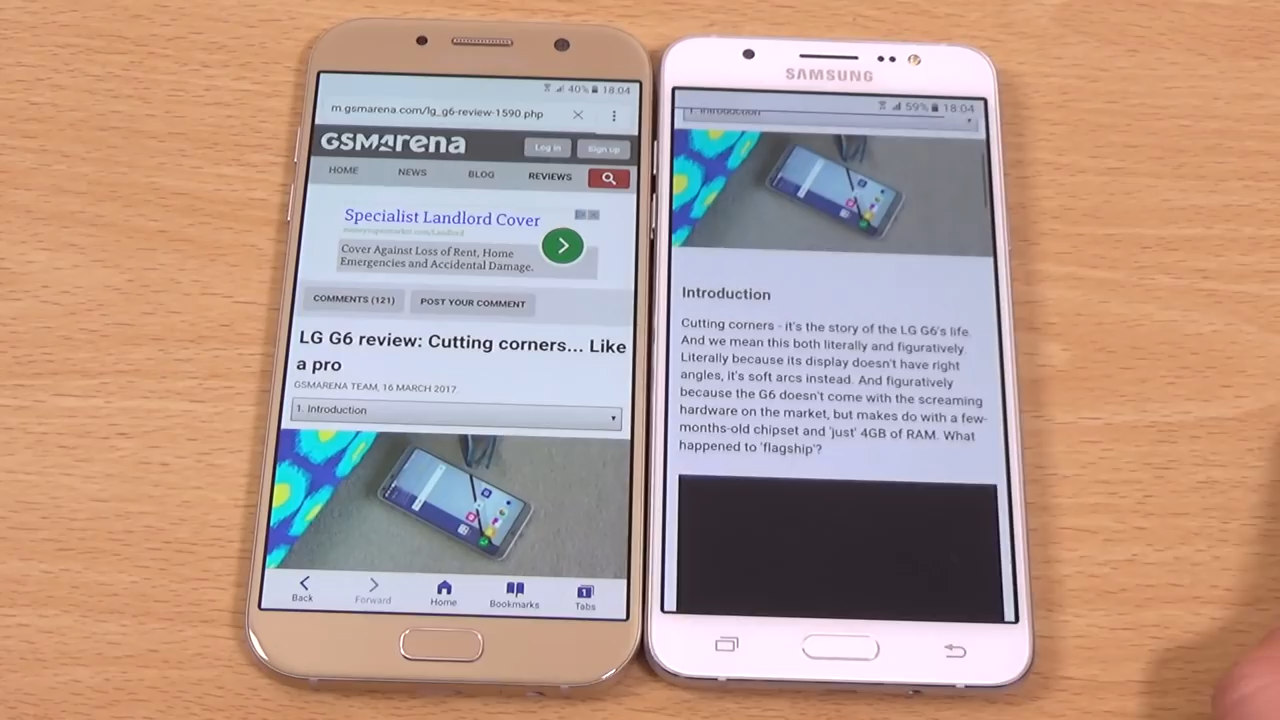 40% 18:04
m.gsmarena.com/lg_g6-review-1590.php
GSMArena
Log in
Sign up
HOME
NEWS
BLOG
REVIEWS
Specialist Landlord Cover
moneysupermarket.com/Landlord
Cover Against Loss of Rent, Home
Emergencies and Accidental Damage.
COMMENTS (121)
POST YOUR COMMENT
LG G6 review: Cutting corners... Like
a pro
GSMARENA TEAM, 16 MARCH 2017.
1. Introduction
Back
Forward
Home
Bookmarks
1
Tabs
SAMSUNG
59% 18:04
1. Introduction
Introduction
Cutting corners - it's the story of the LG G6's life.
And we mean this both literally and figuratively.
Literally because its display doesn't have right
angles, it's soft arcs instead. And figuratively
because the G6 doesn't come with the screaming
hardware on the market, but makes do with a few-
months-old chipset and 'just' 4GB of RAM. What
happened to 'flagship'?